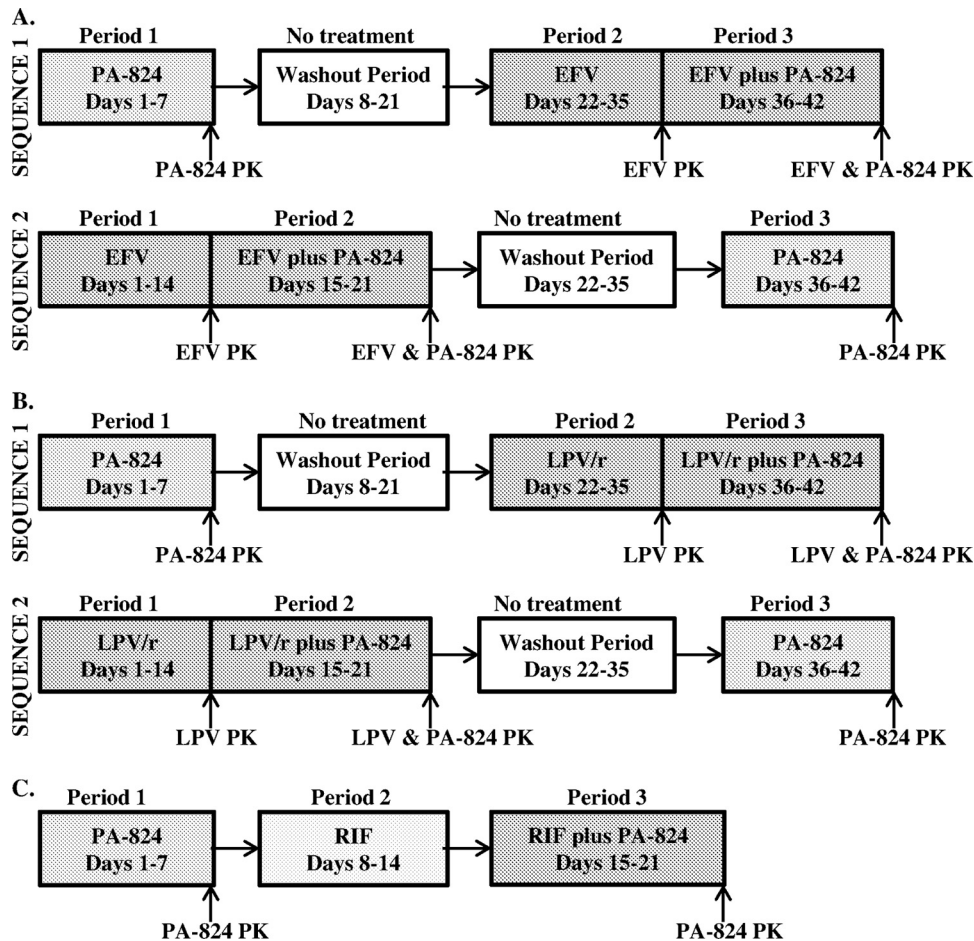 A.
Period 1 No treatment Period 2 Period 3
SEQUENCE 1
PA-824 Washout Period EFV EFV plus PA-824
Days 1-7 Days 8-21 Days 22-35 Days 36-42
PA-824 PK EFV PK EFV & PA-824 PK
Period 1 Period 2 No treatment Period 3
SEQUENCE 2
EFV EFV plus PA-824 Washout Period PA-824
Days 1-14 Days 15-21 Days 22-35 Days 36-42
EFV PK EFV & PA-824 PK PA-824 PK
B.
Period 1 No treatment Period 2 Period 3
SEQUENCE 1
PA-824 Washout Period LPV/r LPV/r plus PA-824
Days 1-7 Days 8-21 Days 22-35 Days 36-42
PA-824 PK LPV PK LPV & PA-824 PK
Period 1 Period 2 No treatment Period 3
SEQUENCE 2
LPV/r LPV/r plus PA-824 Washout Period PA-824
Days 1-14 Days 15-21 Days 22-35 Days 36-42
LPV PK LPV & PA-824 PK PA-824 PK
C.
Period 1 Period 2 Period 3
PA-824 RIF RIF plus PA-824
Days 1-7 Days 8-14 Days 15-21
PA-824 PK PA-824 PK